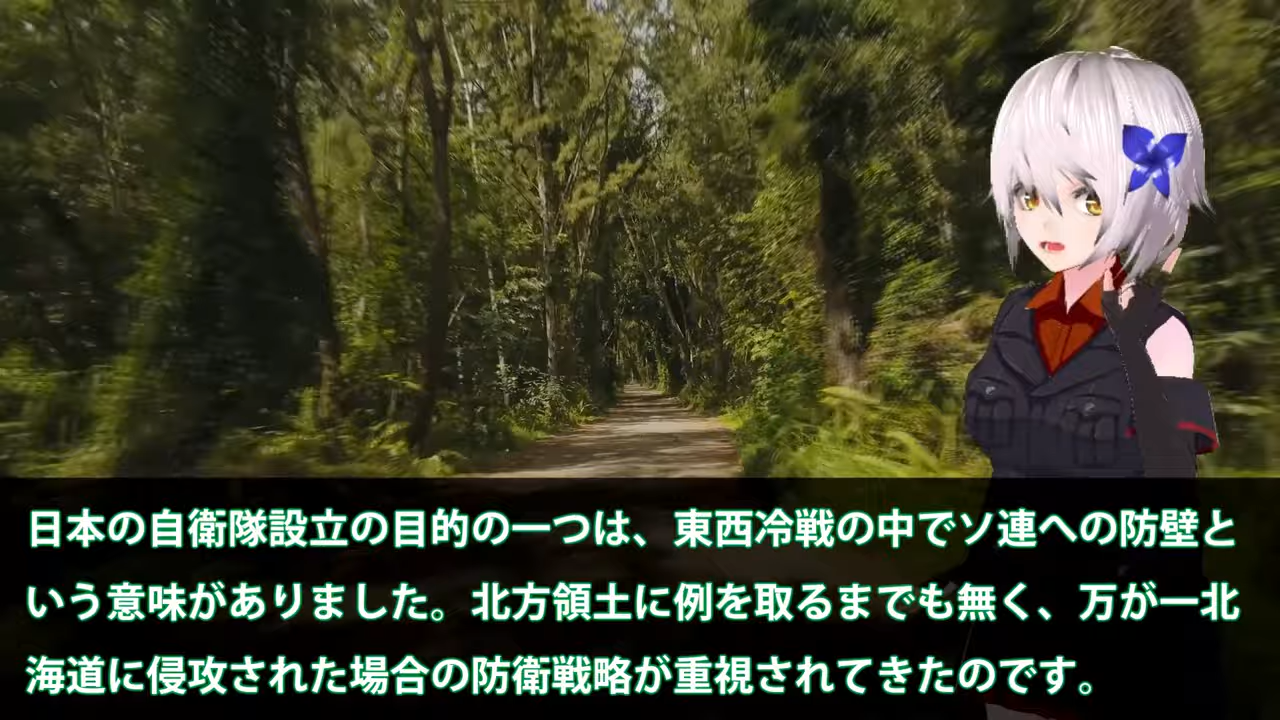 日本の自衛隊設立の目的の一つは、東西冷戦の中でソ連への防壁と
いう意味がありました。北方領土に例を取るまでも無く、万が一北
海道に侵攻された場合の防衛戦略が重視されてきたのです。